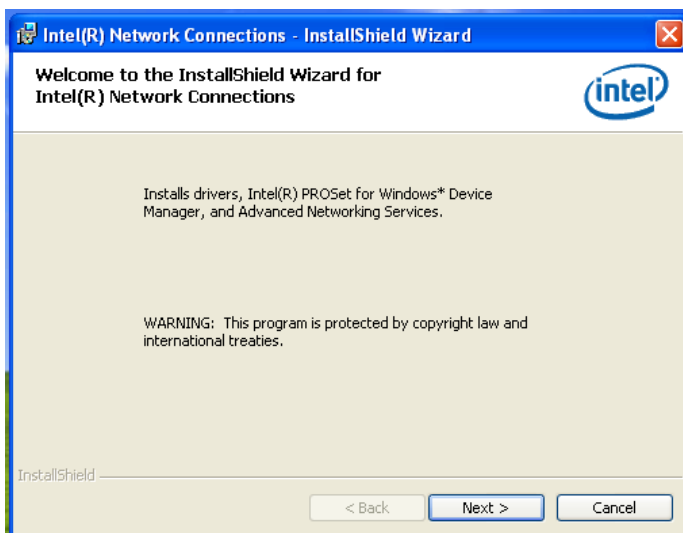 Intel(R) Network Connections - InstallShield Wizard
Welcome to the InstallShield Wizard for
Intel(R) Network Connections
intel
Installs drivers, Intel(R) PROSet for Windows* Device
Manager, and Advanced Networking Services.
WARNING: This program is protected by copyright law and
international treaties.
InstallShield
< Back
Next >
Cancel